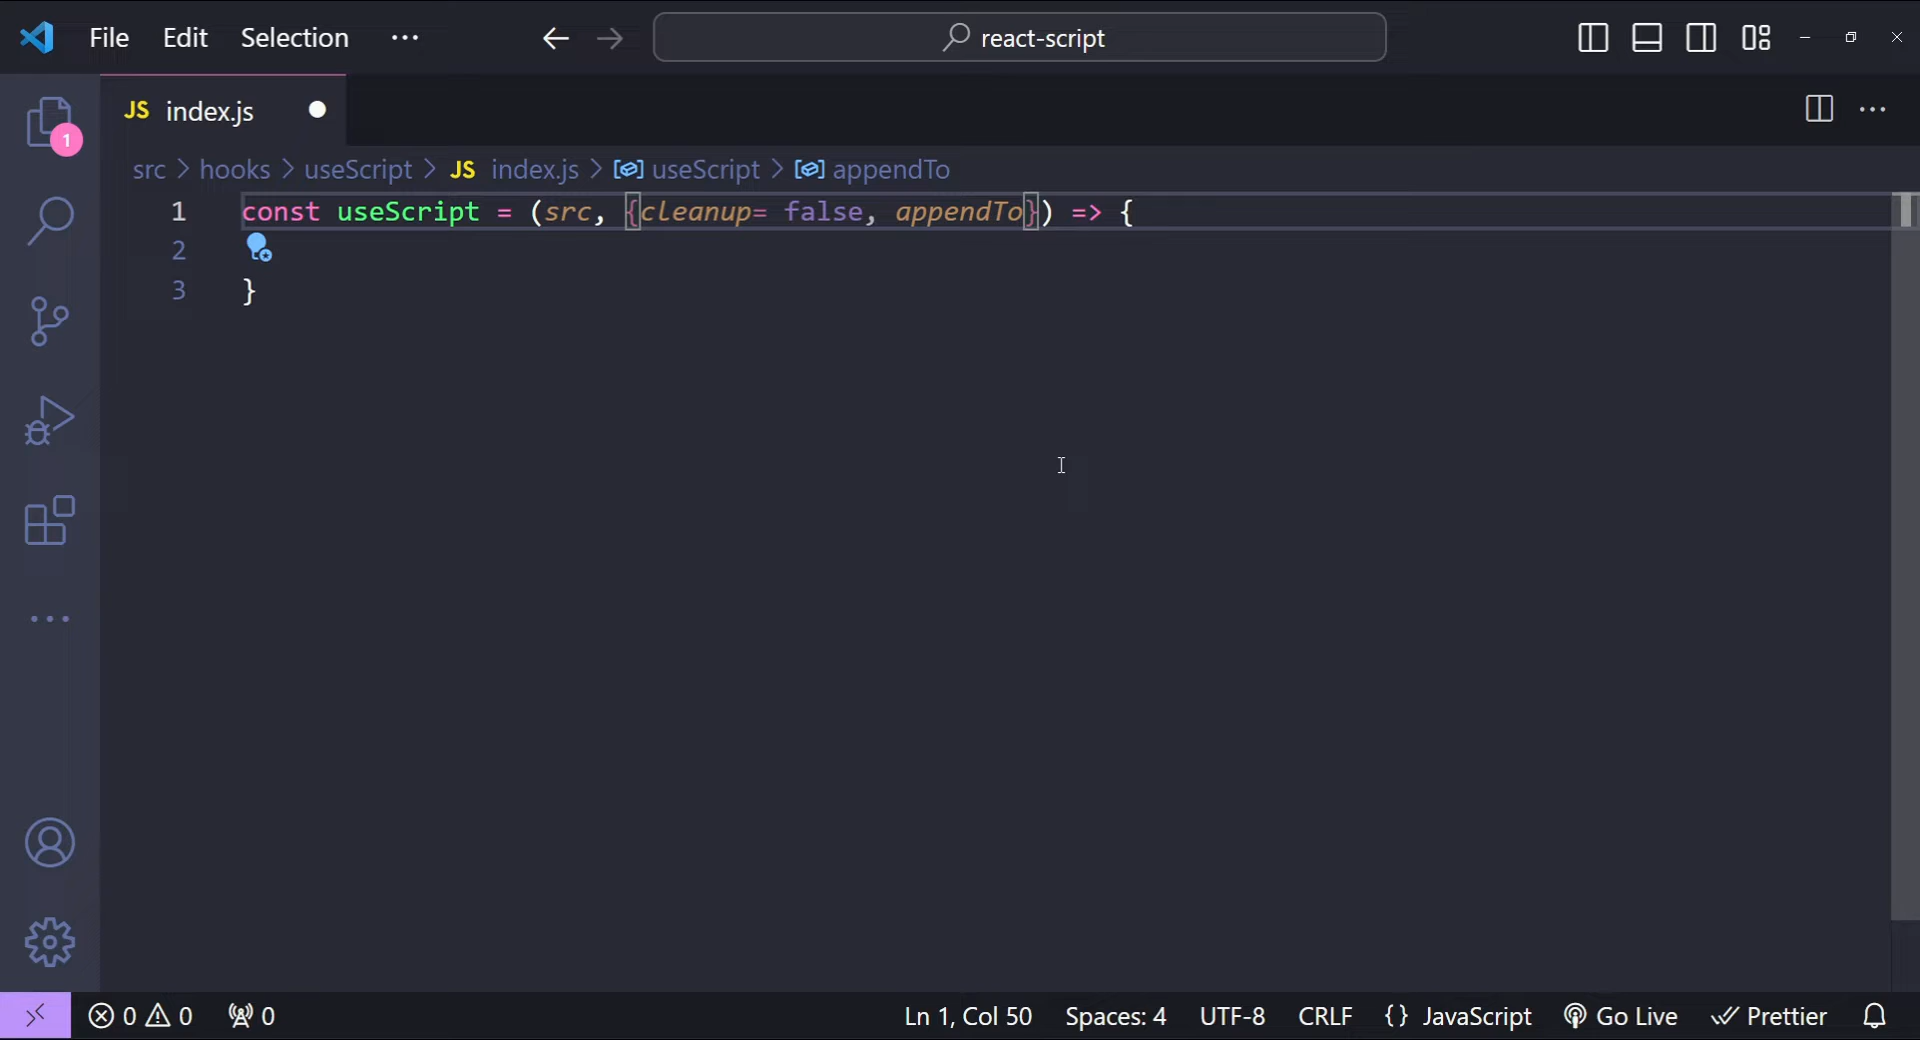 File Edit Selection ··· react-script
JS index.js
1
src > hooks > useScript > JS index.js > useScript > appendTo
1 const useScript = (src, {cleanup= false, appendTo}) => {
2
3 }
0 0 0 Ln 1, Col 50 Spaces: 4 UTF-8 CRLF {} JavaScript Go Live Prettier